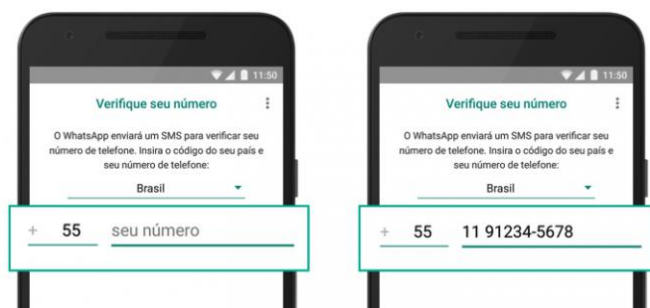 11:50
Verifique seu número
O WhatsApp enviará um SMS para verificar seu
número de telefone. Insira o código do seu país e
seu número de telefone:
Brasil
+ 55 seu número
11:50
Verifique seu número
O WhatsApp enviará um SMS para verificar seu
número de telefone. Insira o código do seu país e
seu número de telefone:
Brasil
+ 55 11 91234-5678